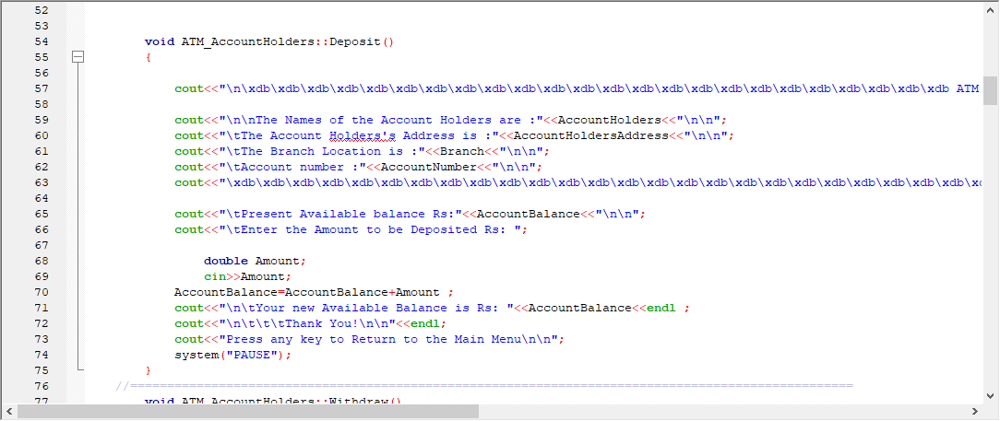 52
53
54 void ATM_AccountHolders::Deposit()
55 {
56
57 cout<<"\n\xdb\xdb\xdb\xdb\xdb\xdb\xdb\xdb\xdb\xdb\xdb\xdb\xdb\xdb\xdb\xdb\xdb\xdb\xdb\xdb\xdb\xdb\xdb\xdb ATM
58
59 cout<<"\n\nThe Names of the Account Holders are :"<<AccountHolders<<"\n\n";
60 cout<<"\tThe Account Holders's Address is :"<<AccountHoldersAddress<<"\n\n";
61 cout<<"\tThe Branch Location is :"<<Branch<<"\n\n";
62 cout<<"\tAccount number :"<<AccountNumber<<"\n\n";
63 cout<<"\xdb\xdb\xdb\xdb\xdb\xdb\xdb\xdb\xdb\xdb\xdb\xdb\xdb\xdb\xdb\xdb\xdb\xdb\xdb\xdb\xdb\xdb\xdb\xdb\xdb\xd
64
65 cout<<"\tPresent Available balance Rs:"<<AccountBalance<<"\n\n";
66 cout<<"\tEnter the Amount to be Deposited Rs: ";
67
68 double Amount;
69 cin>>Amount;
70 AccountBalance=AccountBalance+Amount ;
71 cout<<"\n\tYour new Available Balance is Rs: "<<AccountBalance<<endl ;
72 cout<<"\n\t\t\tThank You!\n\n"<<endl;
73 cout<<"Press any key to Return to the Main Menu\n\n";
74 system("PAUSE");
75 }
76 //==================================================================================================
77 void ATM_AccountHolders::Withdraw()